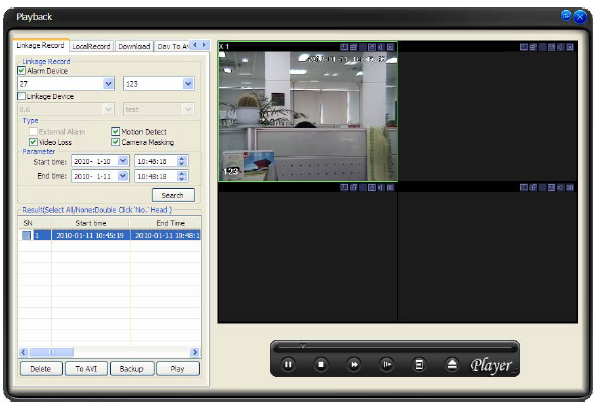 Playback
Linkage Record LocalRecord Download Dav To AVI
Linkage Record
Alarm Device
27 123
Linkage Device
6.6 test
Type
External Alarm Motion Detect
Video Loss Camera Masking
Parameter
Start time: 2010- 1-10 10:48:18
End time: 2010- 1-11 10:48:18
Search
Result(Select All/None:Double Click 'No.' Head )
SN Start time End Time
1 2010-01-11 10:45:19 2010-01-11 10:48:1
Delete To AVI Backup Play
X 1
123
Player